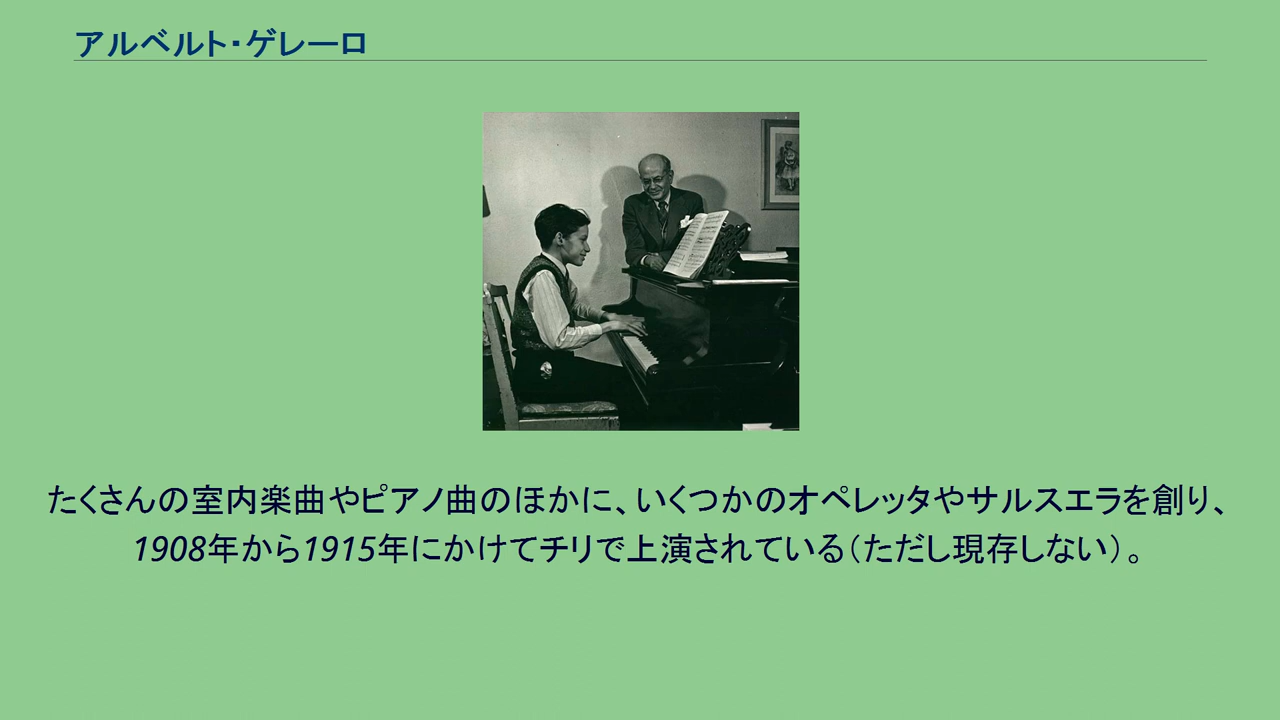 アルベルト・ゲレーロ
たくさんの室内楽曲やピアノ曲のほかに、いくつかのオペレッタやサルスエラを創り、
1908年から1915年にかけてチリで上演されている（ただし現存しない）。